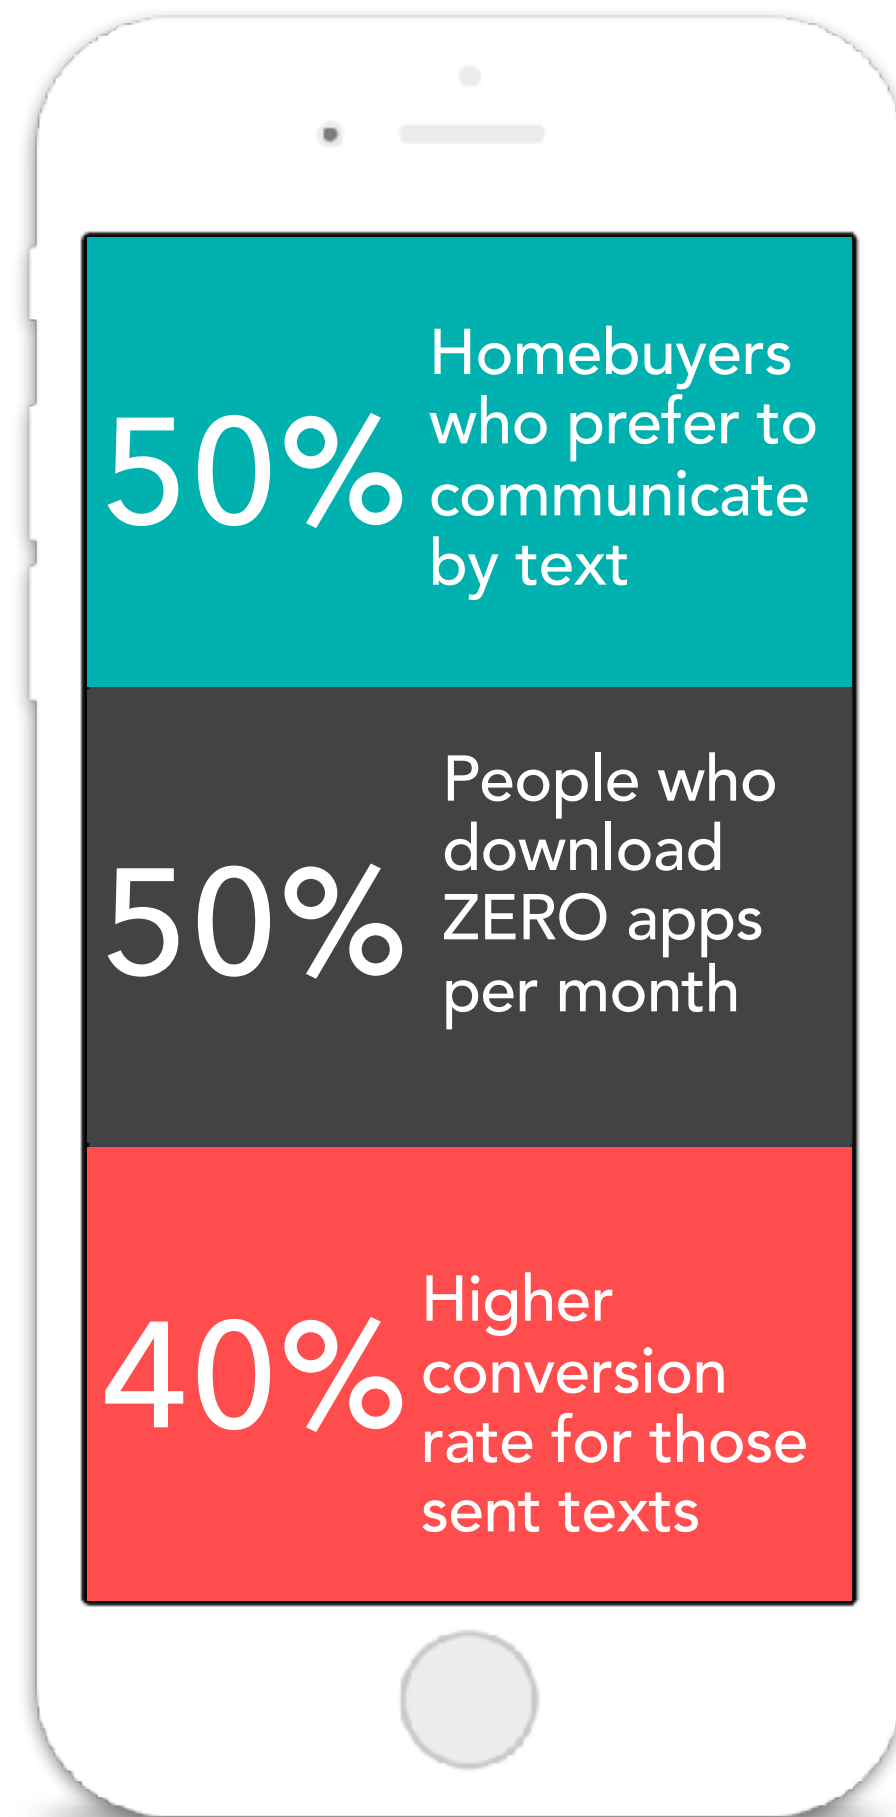 50%
Homebuyers
who prefer to
communicate
by text
50%
People who
download
ZERO apps
per month
40%
Higher
conversion
rate for those
sent texts